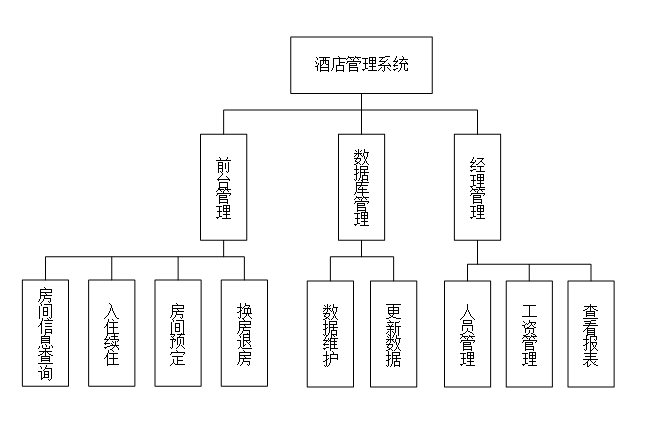 酒店管理系统
前台管理
数据库管理
经理管理
房间信息查询
入住续住
房间预定
换房退房
数据维护
更新数据
人员管理
工资管理
查看报表